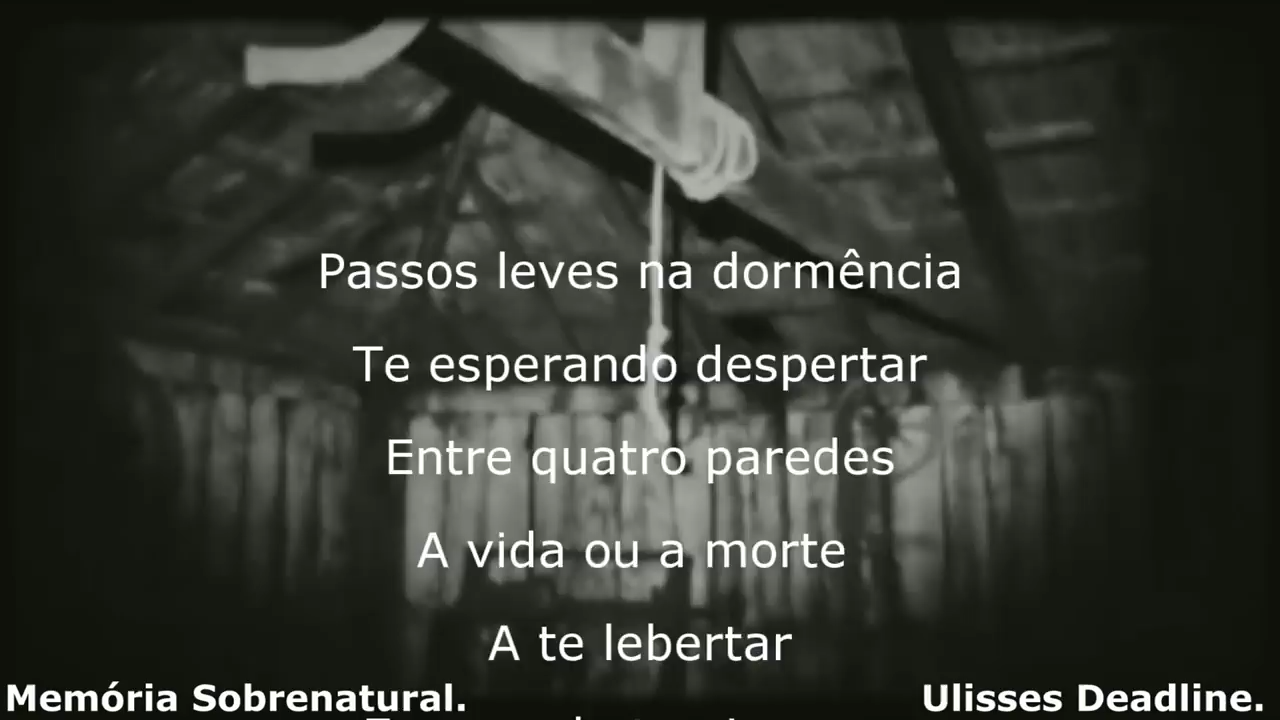 Passos leves na dormência
Te esperando despertar
Entre quatro paredes
A vida ou a morte
A te lebertar
Memória Sobrenatural.
Ulisses Deadline.